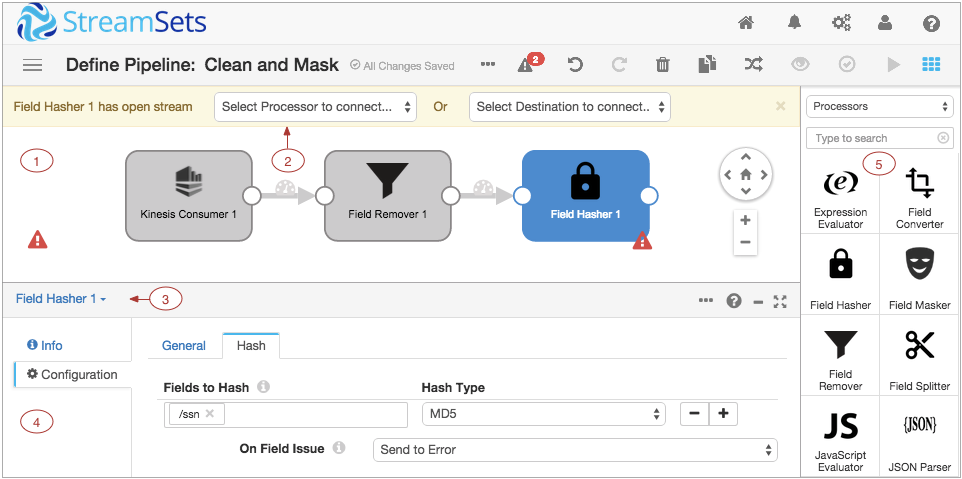 StreamSets
Define Pipeline: Clean and Mask
All Changes Saved
2
Field Hasher 1 has open stream
Select Processor to connect...
Or
Select Destination to connect..
Processors
Type to search
1
2
5
Kinesis Consumer 1
Field Remover 1
Field Hasher 1
(e)
Expression
Evaluator
Field
Converter
Field Hasher
Field Masker
Field
Remover
Field Splitter
JS
JavaScript
Evaluator
{JSON}
JSON Parser
Field Hasher 1
3
Info
Configuration
4
General
Hash
Fields to Hash
Hash Type
/ssn
MD5
On Field Issue
Send to Error